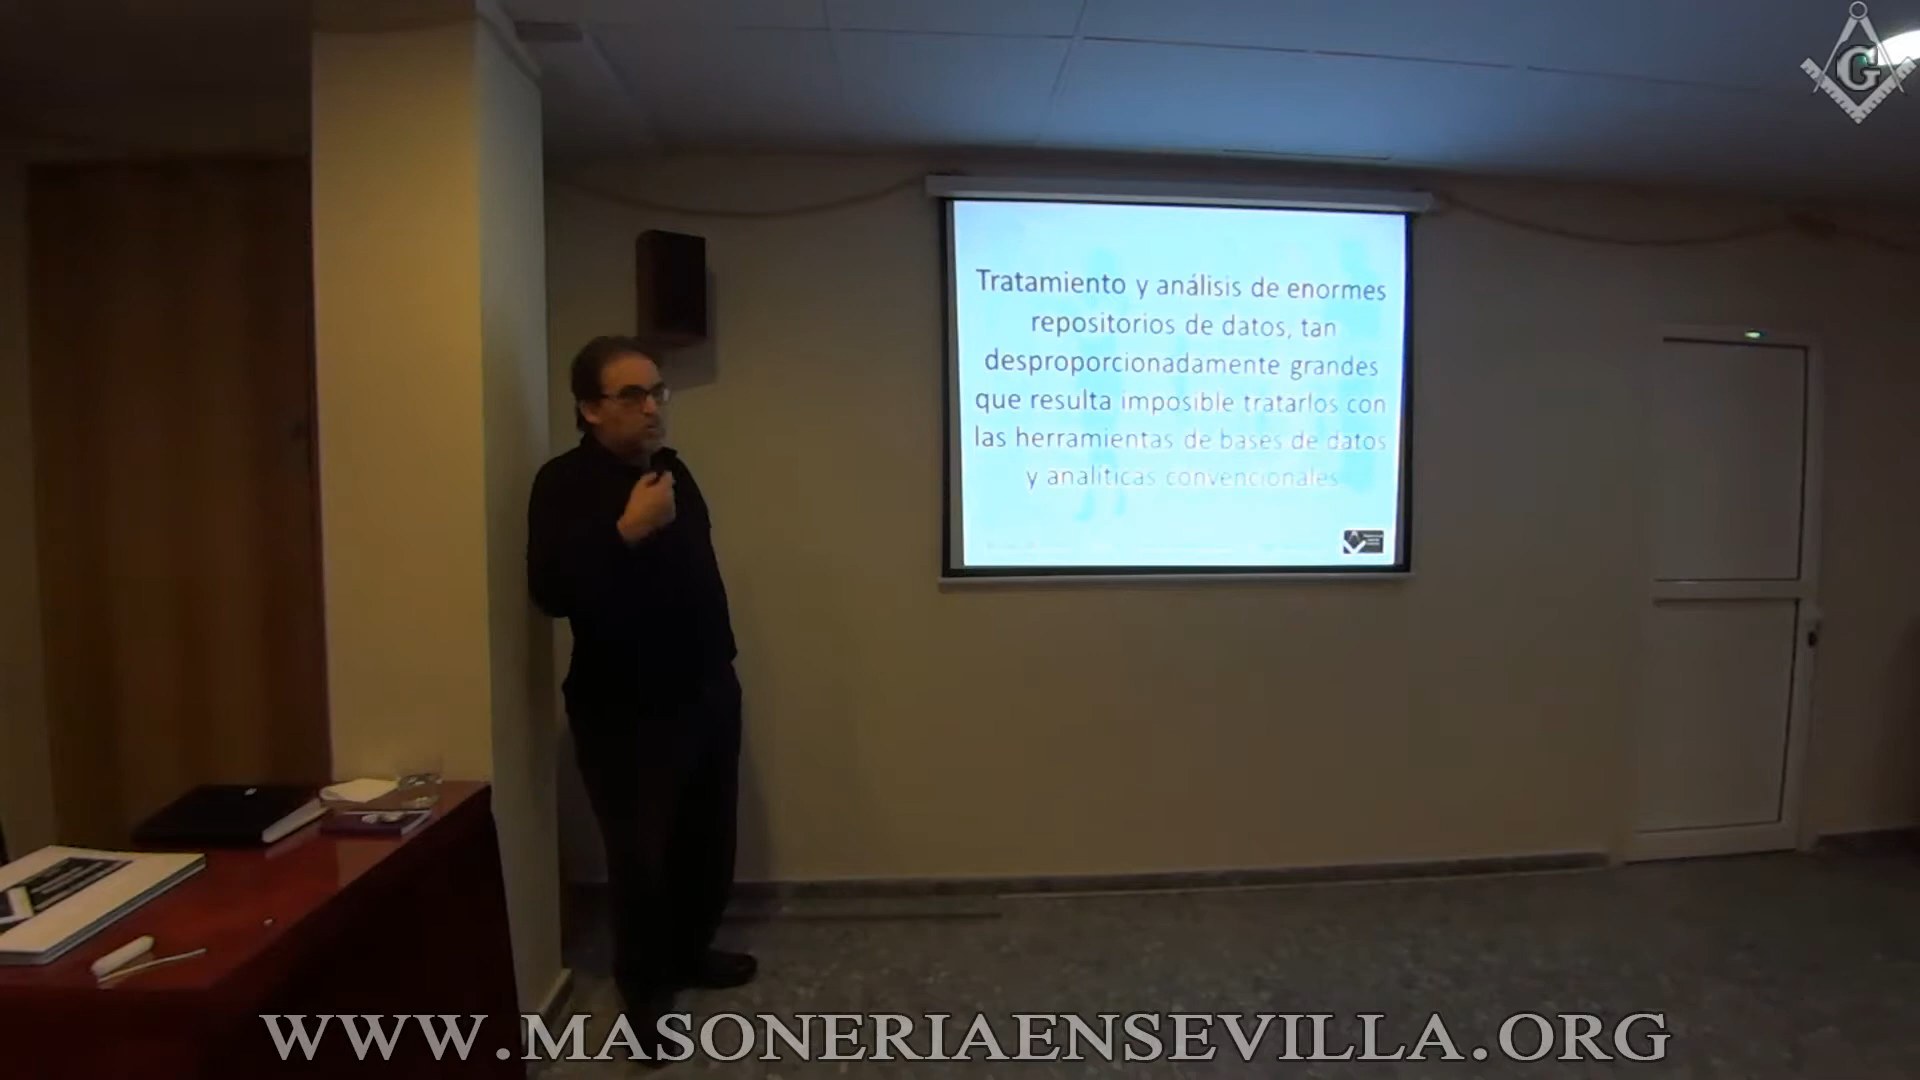 G
Tratamiento y análisis de enormes
repositorios de datos, tan
desproporcionadamente grandes
que resulta imposible tratarlos con
las herramientas de bases de datos
y analíticas convencionales
WWW.MASONERIAENSEVILLA.ORG